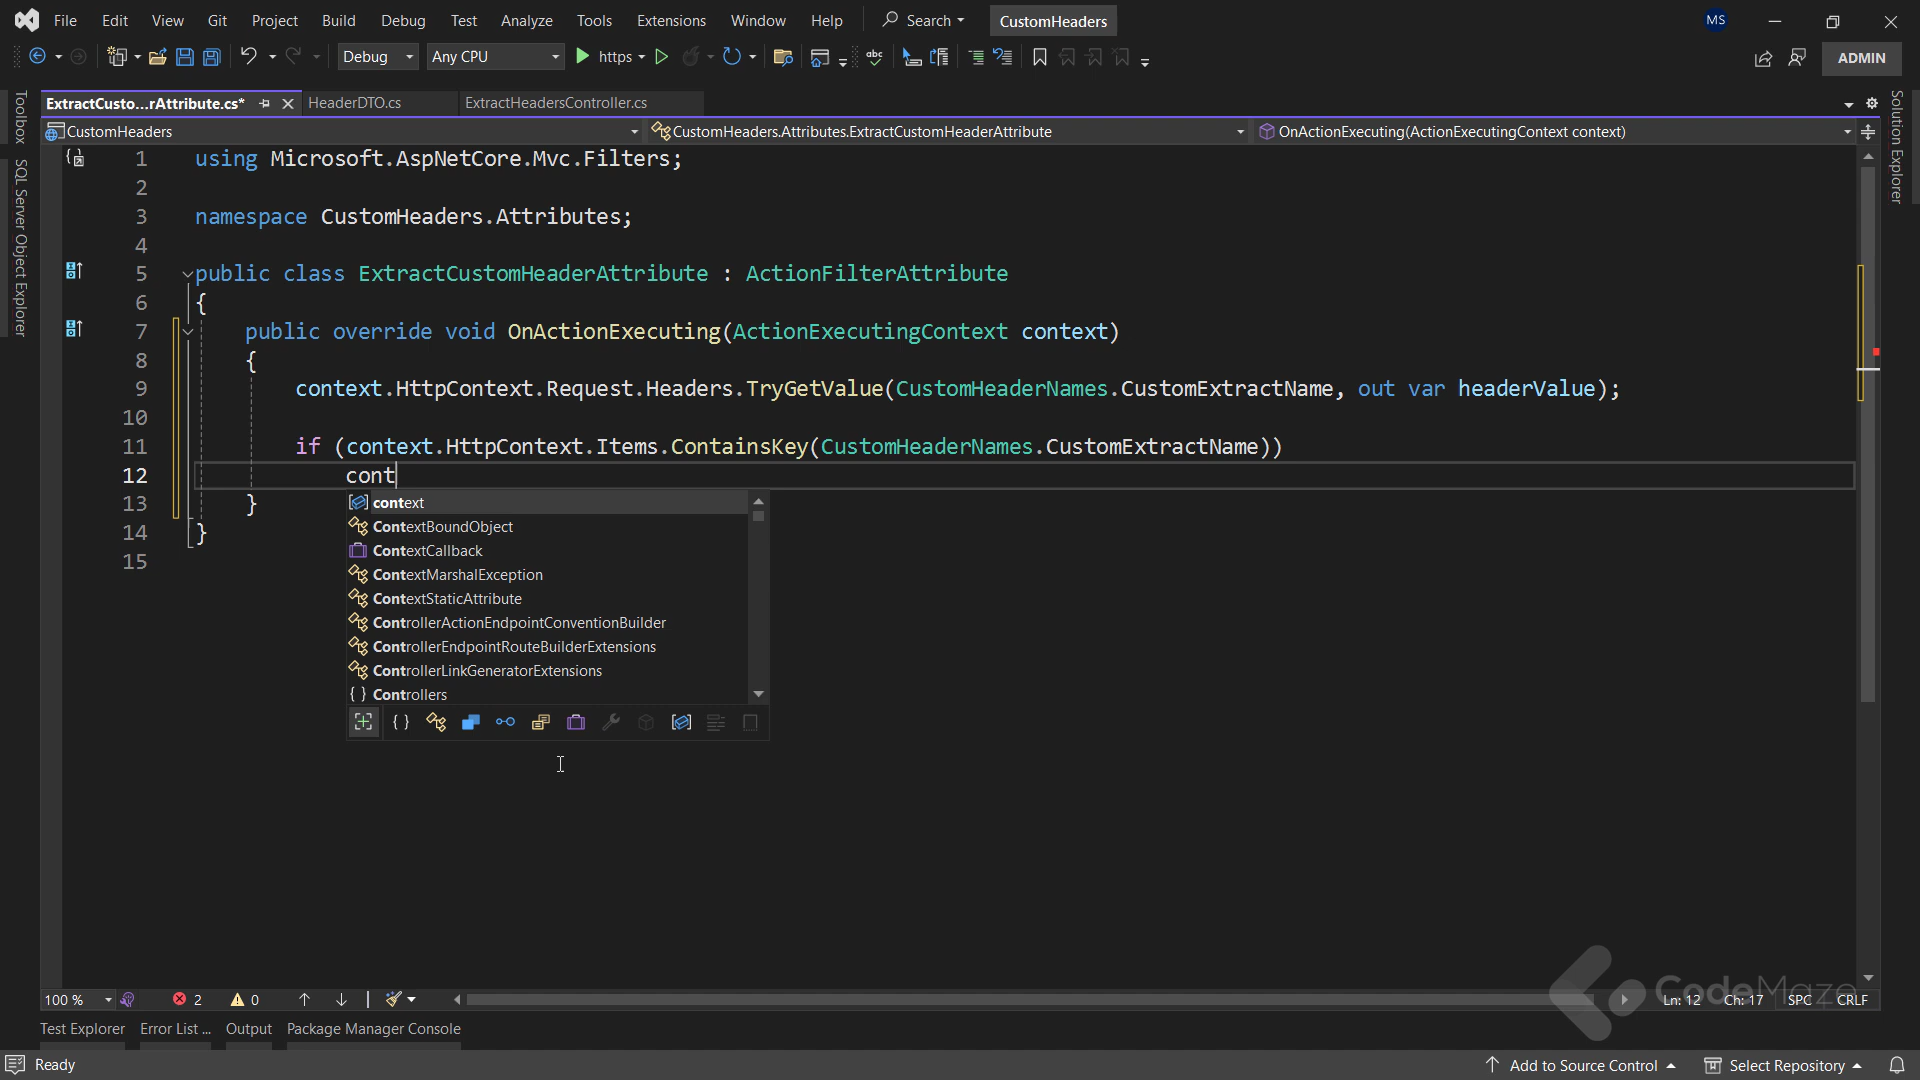 File Edit View Git Project Build Debug Test Analyze Tools Extensions Window Help Search CustomHeaders MS
Debug Any CPU https ADMIN
ExtractCusto...rAttribute.cs* HeaderDTO.cs ExtractHeadersController.cs
CustomHeaders CustomHeaders.Attributes.ExtractCustomHeaderAttribute OnActionExecuting(ActionExecutingContext context)
Toolbox
SQL Server Object Explorer
Solution Explorer
1 using Microsoft.AspNetCore.Mvc.Filters;
2
3 namespace CustomHeaders.Attributes;
4
5 public class ExtractCustomHeaderAttribute : ActionFilterAttribute
6 {
7 public override void OnActionExecuting(ActionExecutingContext context)
8 {
9 context.HttpContext.Request.Headers.TryGetValue(CustomHeaderNames.CustomExtractName, out var headerValue);
10
11 if (context.HttpContext.Items.ContainsKey(CustomHeaderNames.CustomExtractName))
12 cont
13 }
14 }
15
context
ContextBoundObject
ContextCallback
ContextMarshalException
ContextStaticAttribute
ControllerActionEndpointConventionBuilder
ControllerEndpointRouteBuilderExtensions
ControllerLinkGeneratorExtensions
{ } Controllers
CodeMaze
100 % 2 0 Ln: 12 Ch: 17 SPC CRLF
Test Explorer Error List ... Output Package Manager Console
Ready Add to Source Control Select Repository